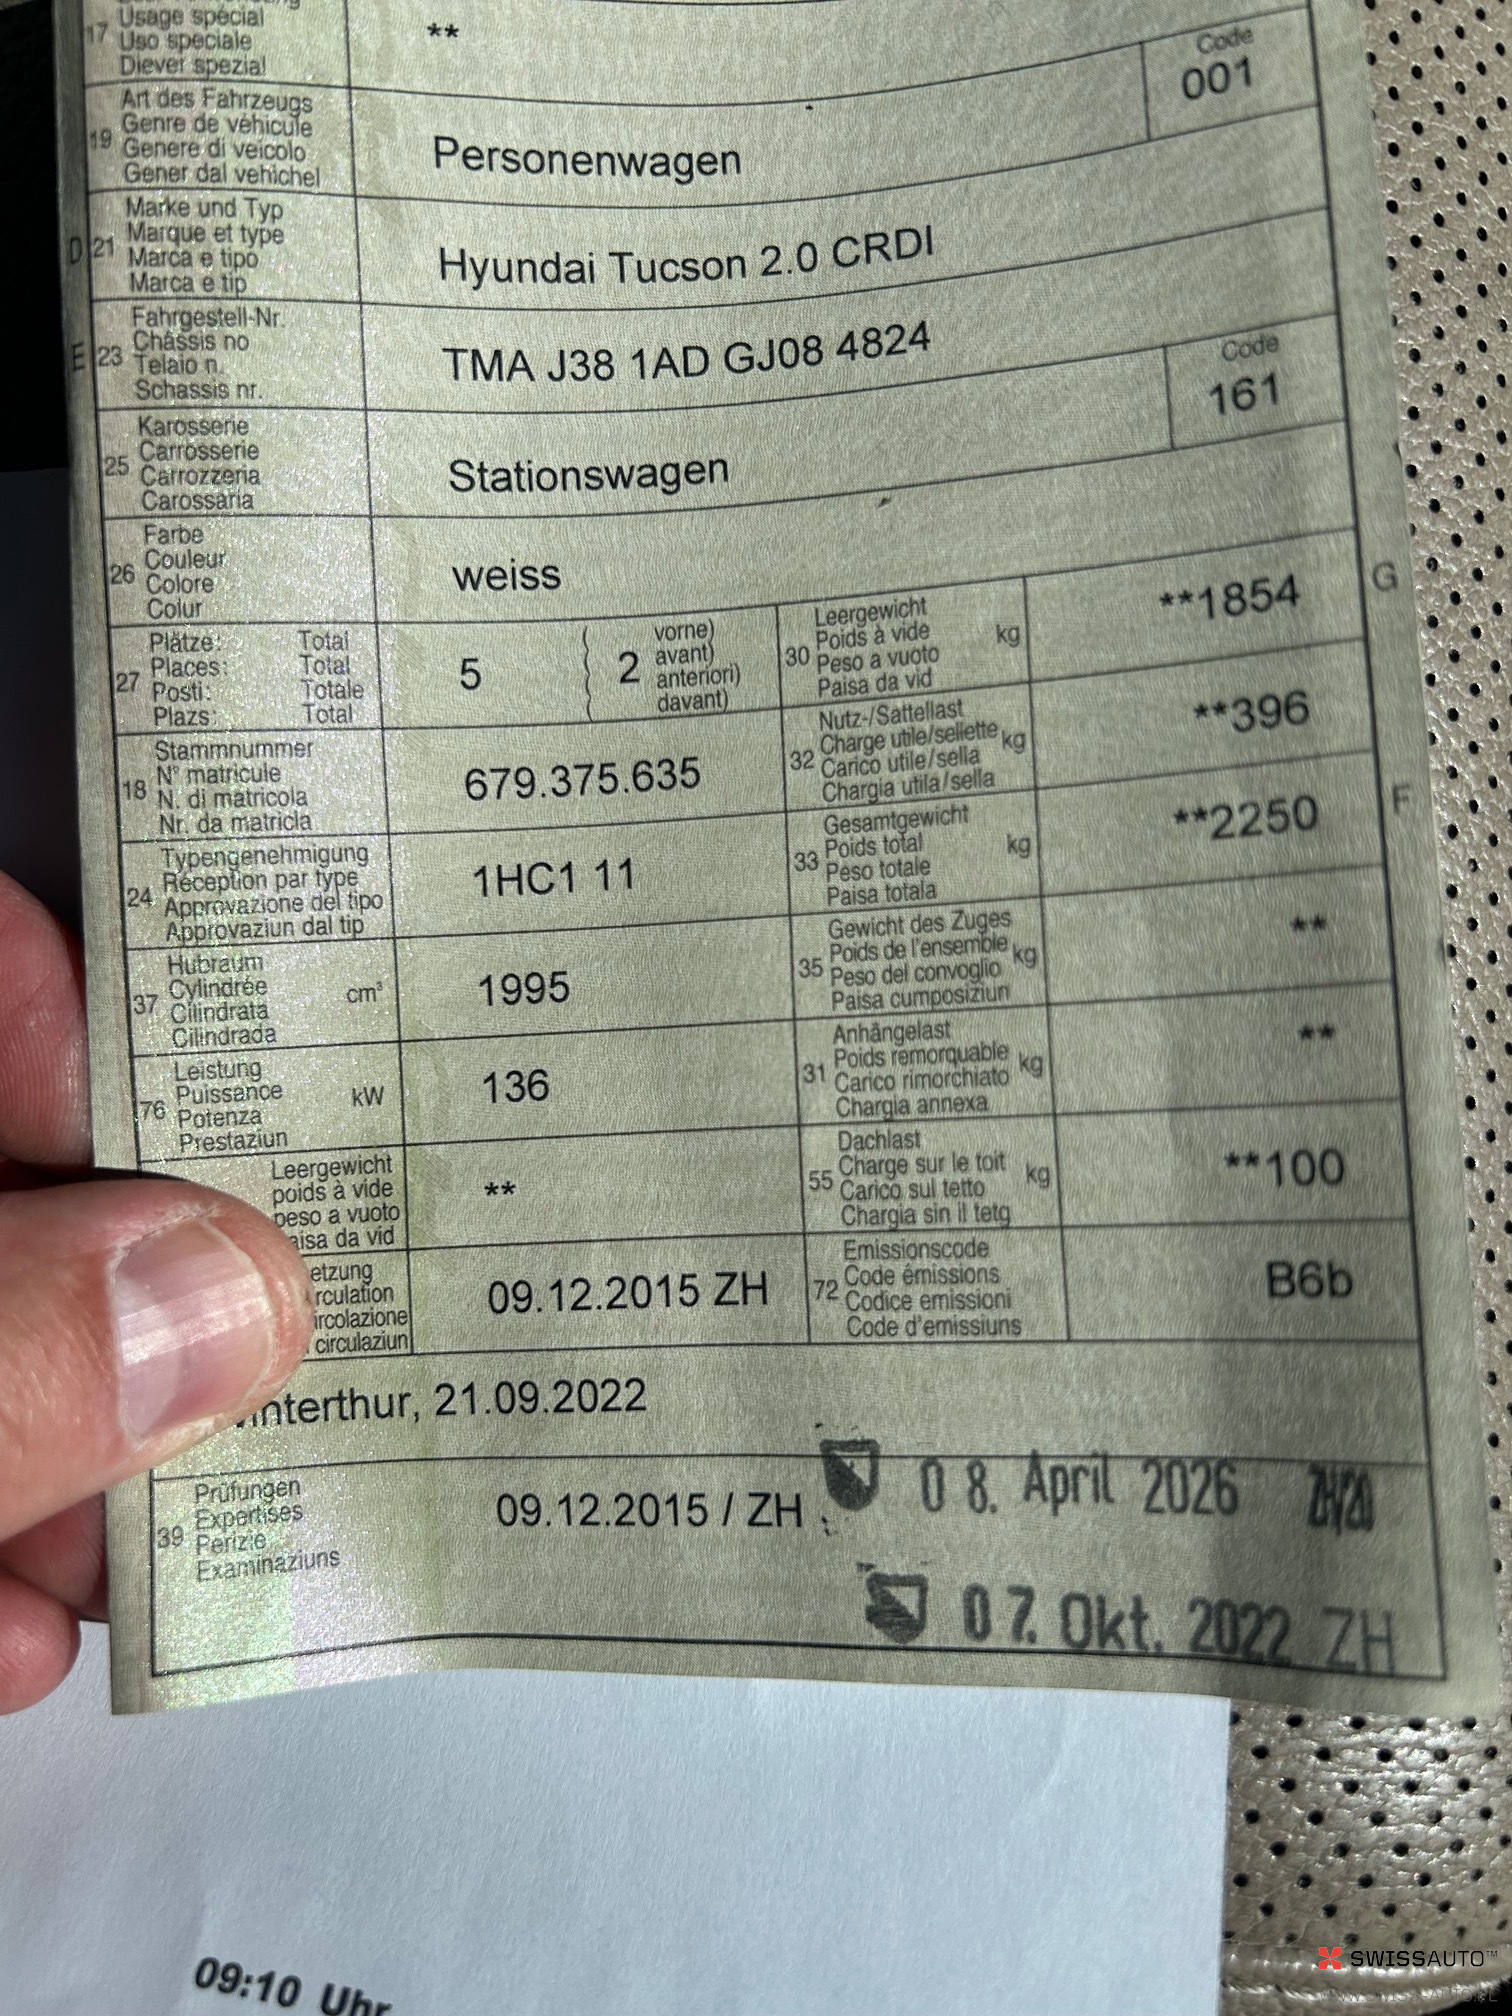 17 Usage spécial
Uso speciale
Diever spezial
**
Code
001
19
Art des Fahrzeugs
Genre de véhicule
Genere di veicolo
Gener dal vehichel
Personenwagen
D 21
Marke und Typ
Marque et type
Marca e tipo
Marca e tip
Hyundai Tucson 2.0 CRDI
E 23
Fahrgestell-Nr.
Châssis no
Telaio n.
Schassis nr.
TMA J38 1AD GJ08 4824
Code
161
25
Karosserie
Carrosserie
Carrozzeria
Carossaria
Stationswagen
26
Farbe
Couleur
Colore
Colur
weiss
27
Plätze: Total
Places: Total
Posti: Totale
Plazs: Total
5
2
vorne)
avant)
anteriori)
davant)
30
Leergewicht
Poids à vide kg
Peso a vuoto
Paisa da vid
**1854
G
18
Stammnummer
N° matricule
N. di matricola
Nr. da matricla
679.375.635
32
Nutz-/Sattellast
Charge utile/sellette kg
Carico utile/sella
Chargia utila/sella
**396
24
Typengenehmigung
Réception par type
Approvazione del tipo
Approvaziun dal tip
1HC1 11
33
Gesamtgewicht
Poids total kg
Peso totale
Paisa totala
**2250
F
37
Hubraum
Cylindrée cm³
Cilindrata
Cilindrada
1995
35
Gewicht des Zuges
Poids de l'ensemble kg
Peso del convoglio
Paisa cumposiziun
**
76
Leistung
Puissance kW
Potenza
Prestaziun
136
31
Anhängelast
Poids remorquable kg
Carico rimorchiato
Chargia annexa
**
Leergewicht
poids à vide
peso a vuoto
aisa da vid
**
55
Dachlast
Charge sur le toit kg
Carico sul tetto
Chargia sin il tetg
**100
etzung
rculation
ircolazione
circulaziun
09.12.2015 ZH
72
Emissionscode
Code émissions
Codice emissioni
Code d'emissiuns
B6b
interthur, 21.09.2022
39
Prüfungen
Expertises
Perizie
Examinaziuns
09.12.2015 / ZH
08. April 2026
07. Okt. 2022 ZH
09:10 Uhr
SWISSAUTO™